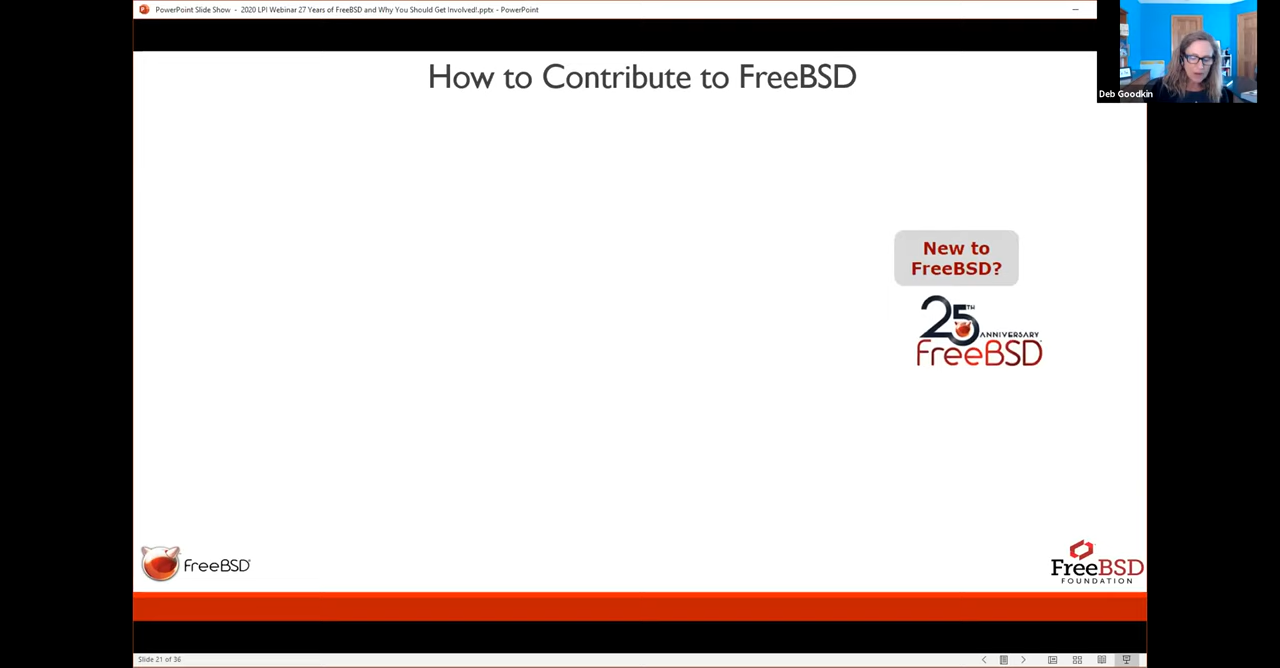 PowerPoint Slide Show - 2020 LPI Webinar 27 Years of FreeBSD and Why You Should Get Involved!.pptx - PowerPoint
Deb Goodkin
How to Contribute to FreeBSD
New to
FreeBSD?
25TH
ANNIVERSARY
FreeBSD
FreeBSD
FreeBSD
FOUNDATION
Slide 21 of 36